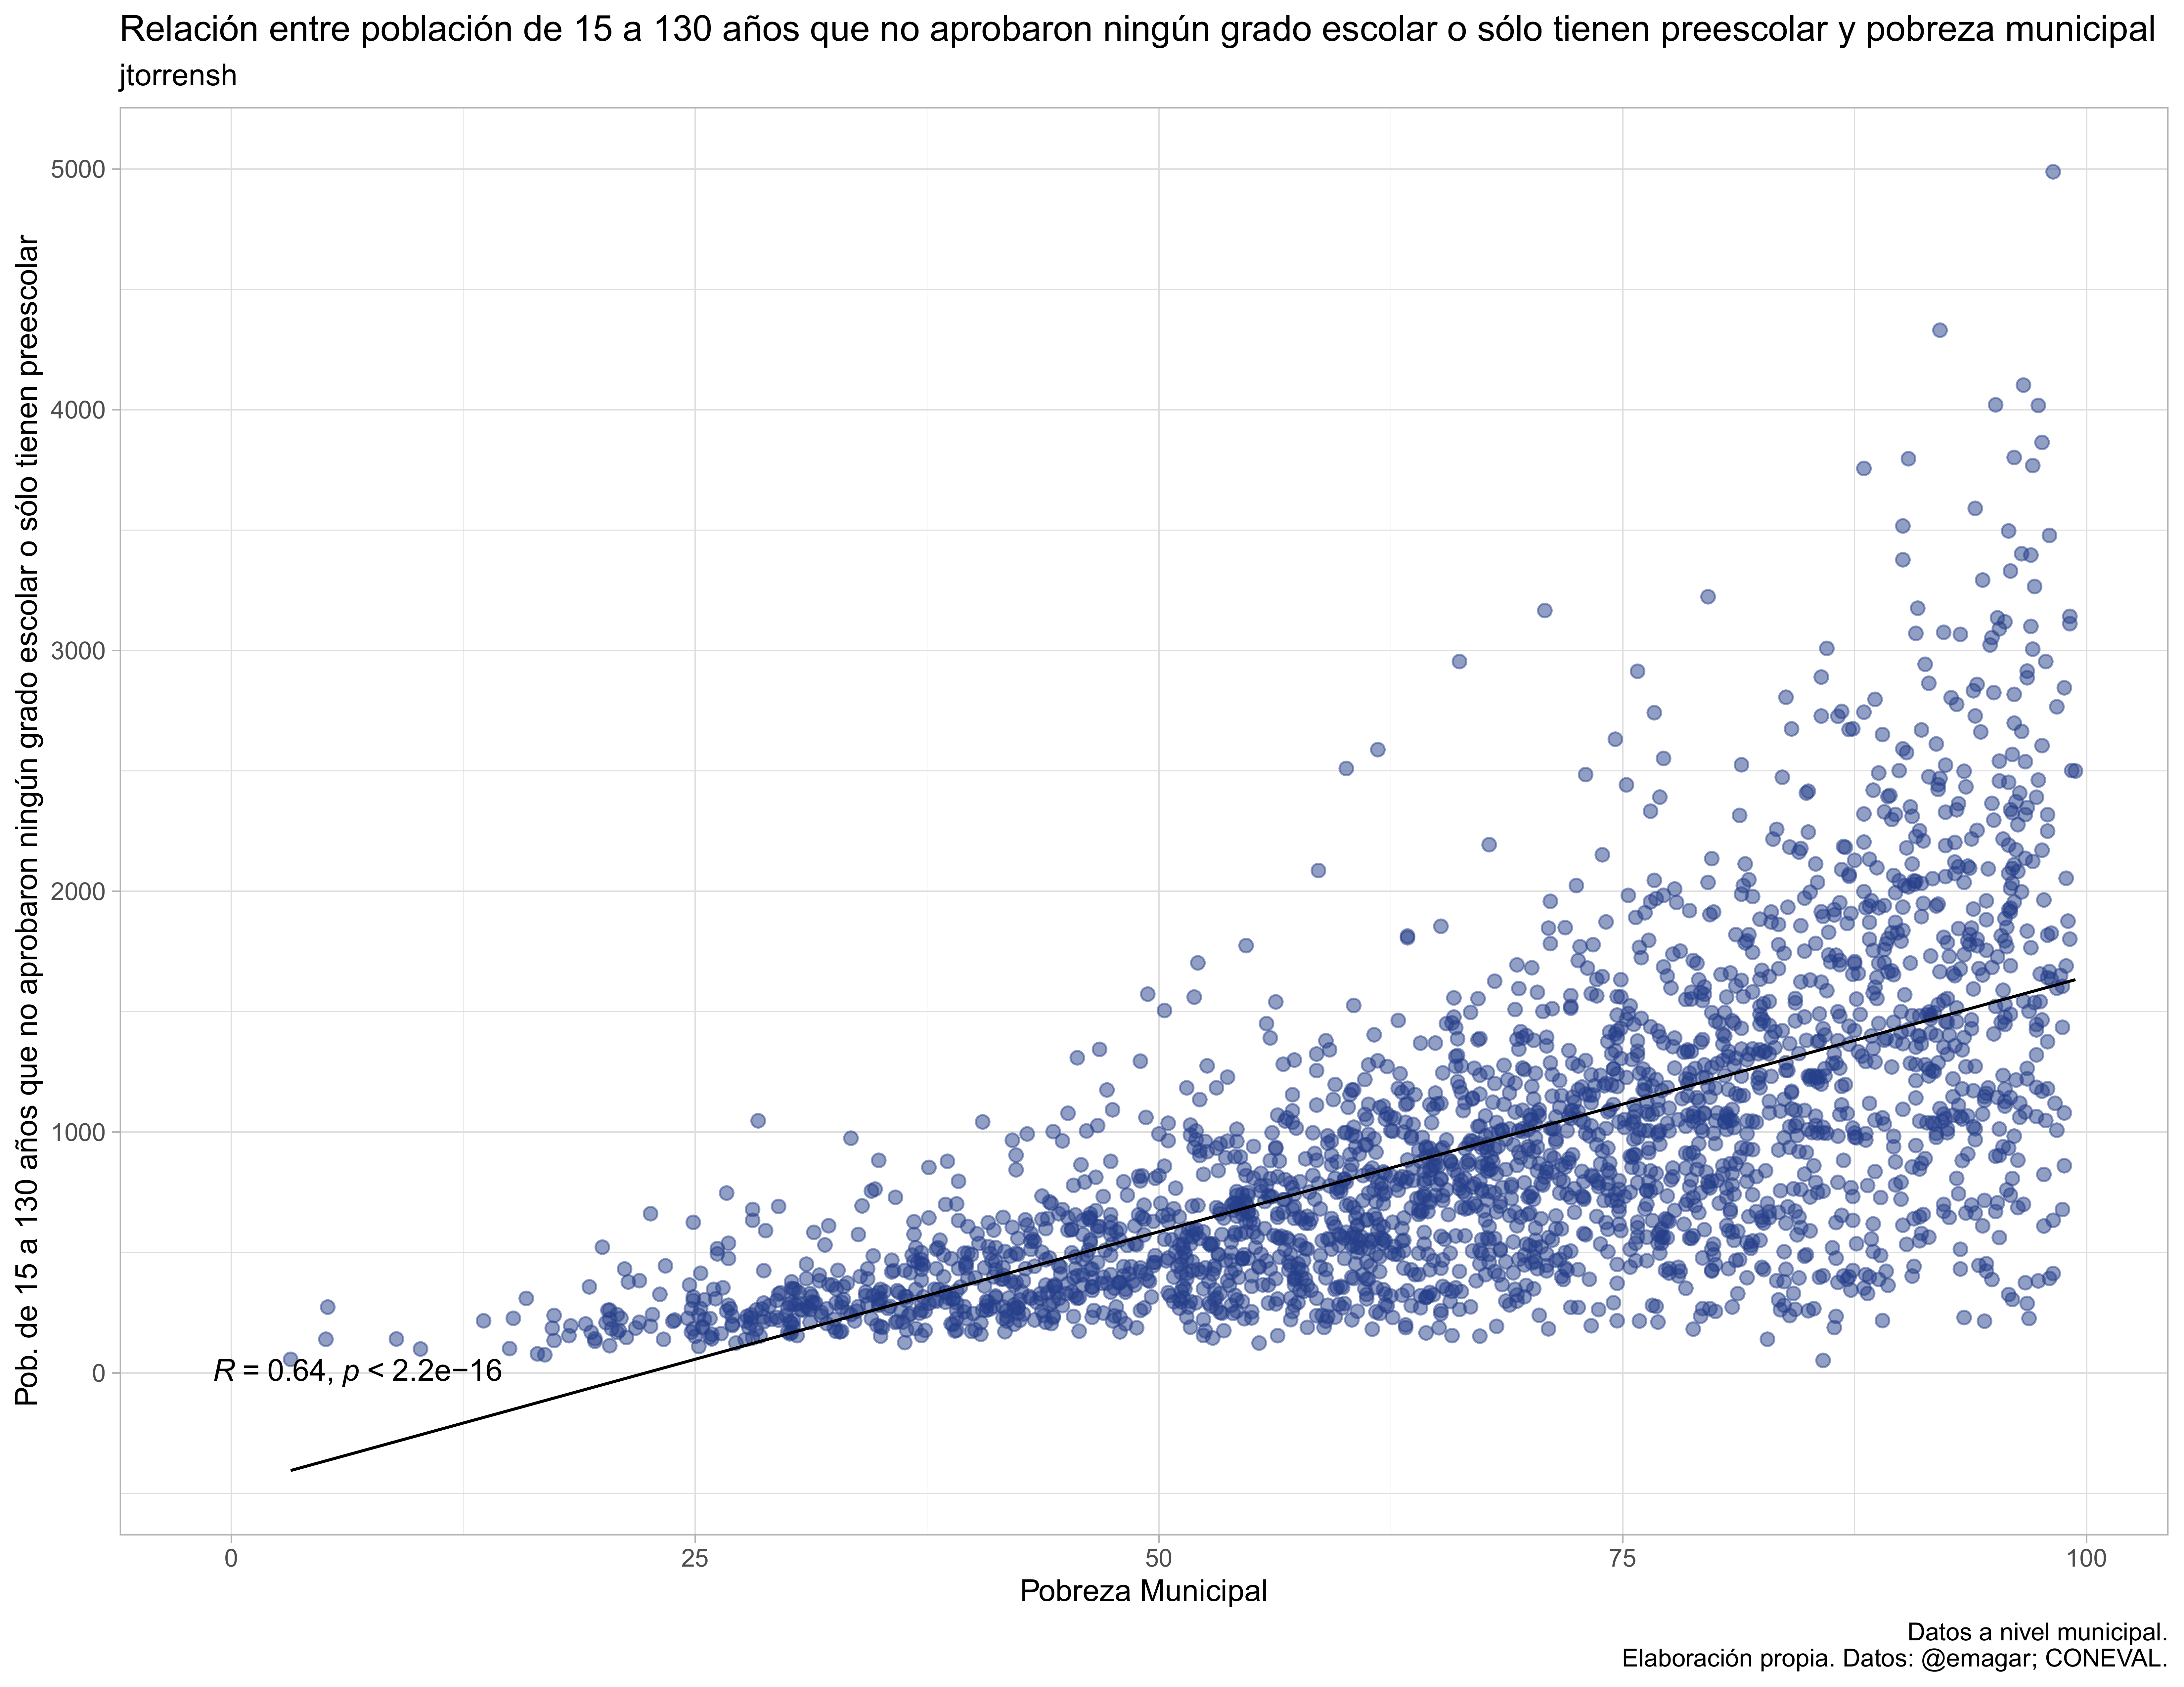 Relación entre población de 15 a 130 años que no aprobaron ningún grado escolar o sólo tienen preescolar y pobreza municipal
jtorrensh
Pob. de 15 a 130 años que no aprobaron ningún grado escolar o sólo tienen preescolar
5000
4000
3000
2000
1000
0
R = 0.64, p < 2.2e−16
0 25 50 75 100
Pobreza Municipal
Datos a nivel municipal.
Elaboración propia. Datos: @emagar; CONEVAL.